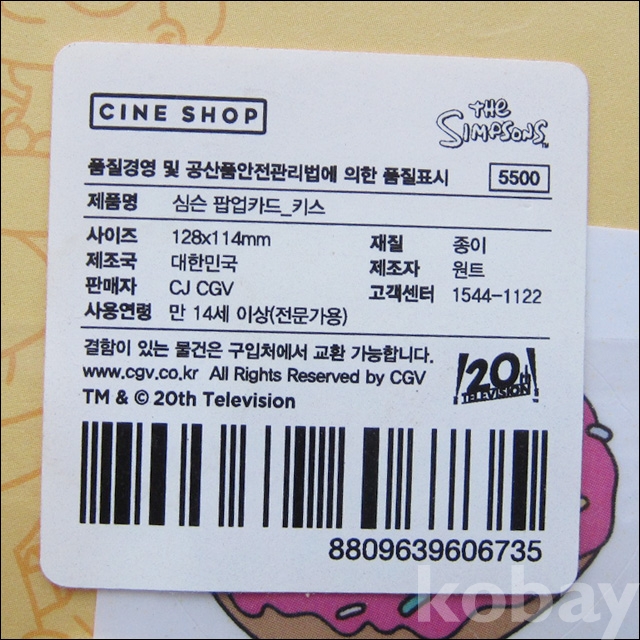 CINE SHOP
THE SIMPSONS™
품질경영 및 공산품안전관리법에 의한 품질표시 5500
제품명 심슨 팝업카드_키스
사이즈 128x114mm 재질 종이
제조국 대한민국 제조자 원트
판매자 CJ CGV 고객센터 1544-1122
사용연령 만 14세 이상(전문가용)
결함이 있는 물건은 구입처에서 교환 가능합니다.
www.cgv.co.kr All Rights Reserved by CGV
TM & © 20th Television
20th
TELEVISION
8809639606735
kobay